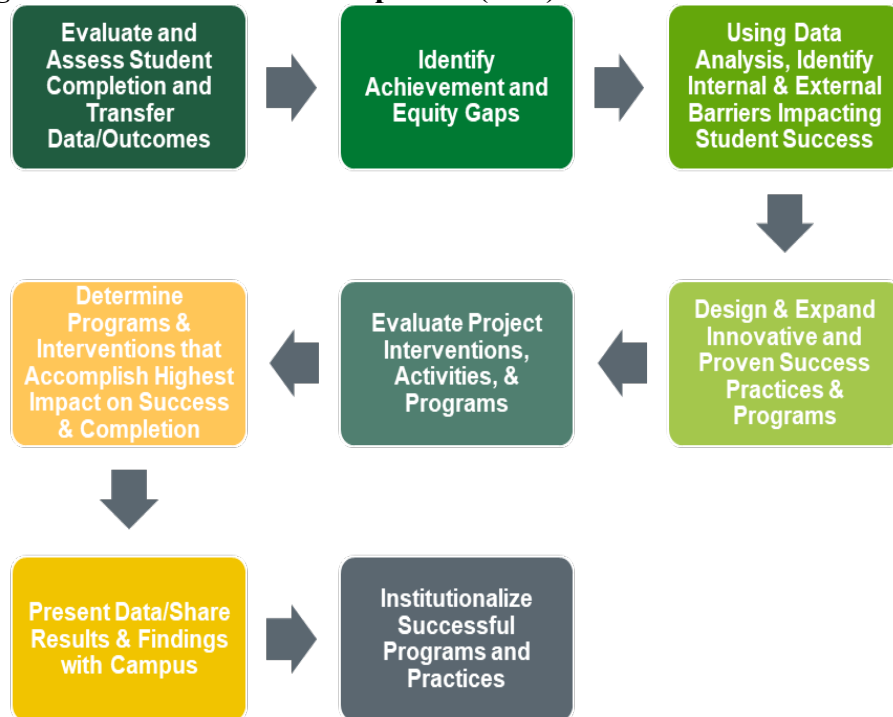 Evaluate and
Assess Student
Completion and
Transfer
Data/Outcomes
Identify
Achievement and
Equity Gaps
Using Data
Analysis, Identify
Internal & External
Barriers Impacting
Student Success
Design & Expand
Innovative and
Proven Success
Practices &
Programs
Evaluate Project
Interventions,
Activities, &
Programs
Determine
Programs &
Interventions that
Accomplish Highest
Impact on Success
& Completion
Present Data/Share
Results & Findings
with Campus
Institutionalize
Successful
Programs and
Practices